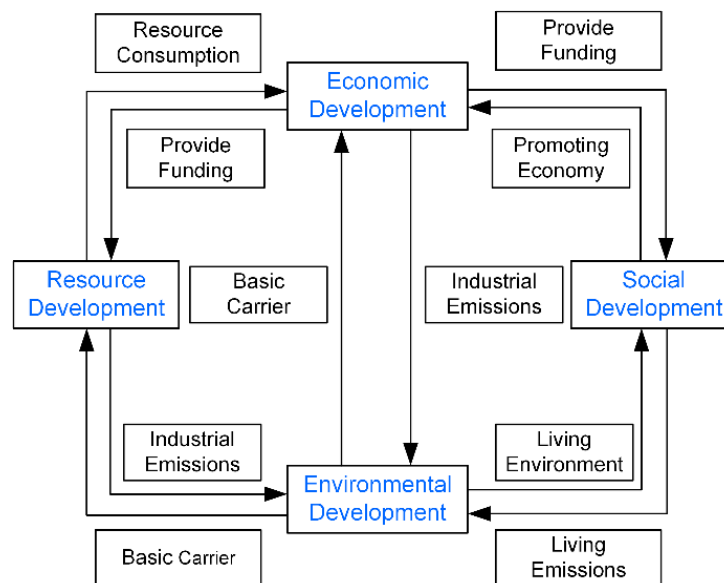 Resource
Consumption
Provide
Funding
Economic
Development
Provide
Funding
Promoting
Economy
Resource
Development
Basic
Carrier
Industrial
Emissions
Social
Development
Industrial
Emissions
Living
Environment
Environmental
Development
Basic Carrier
Living
Emissions